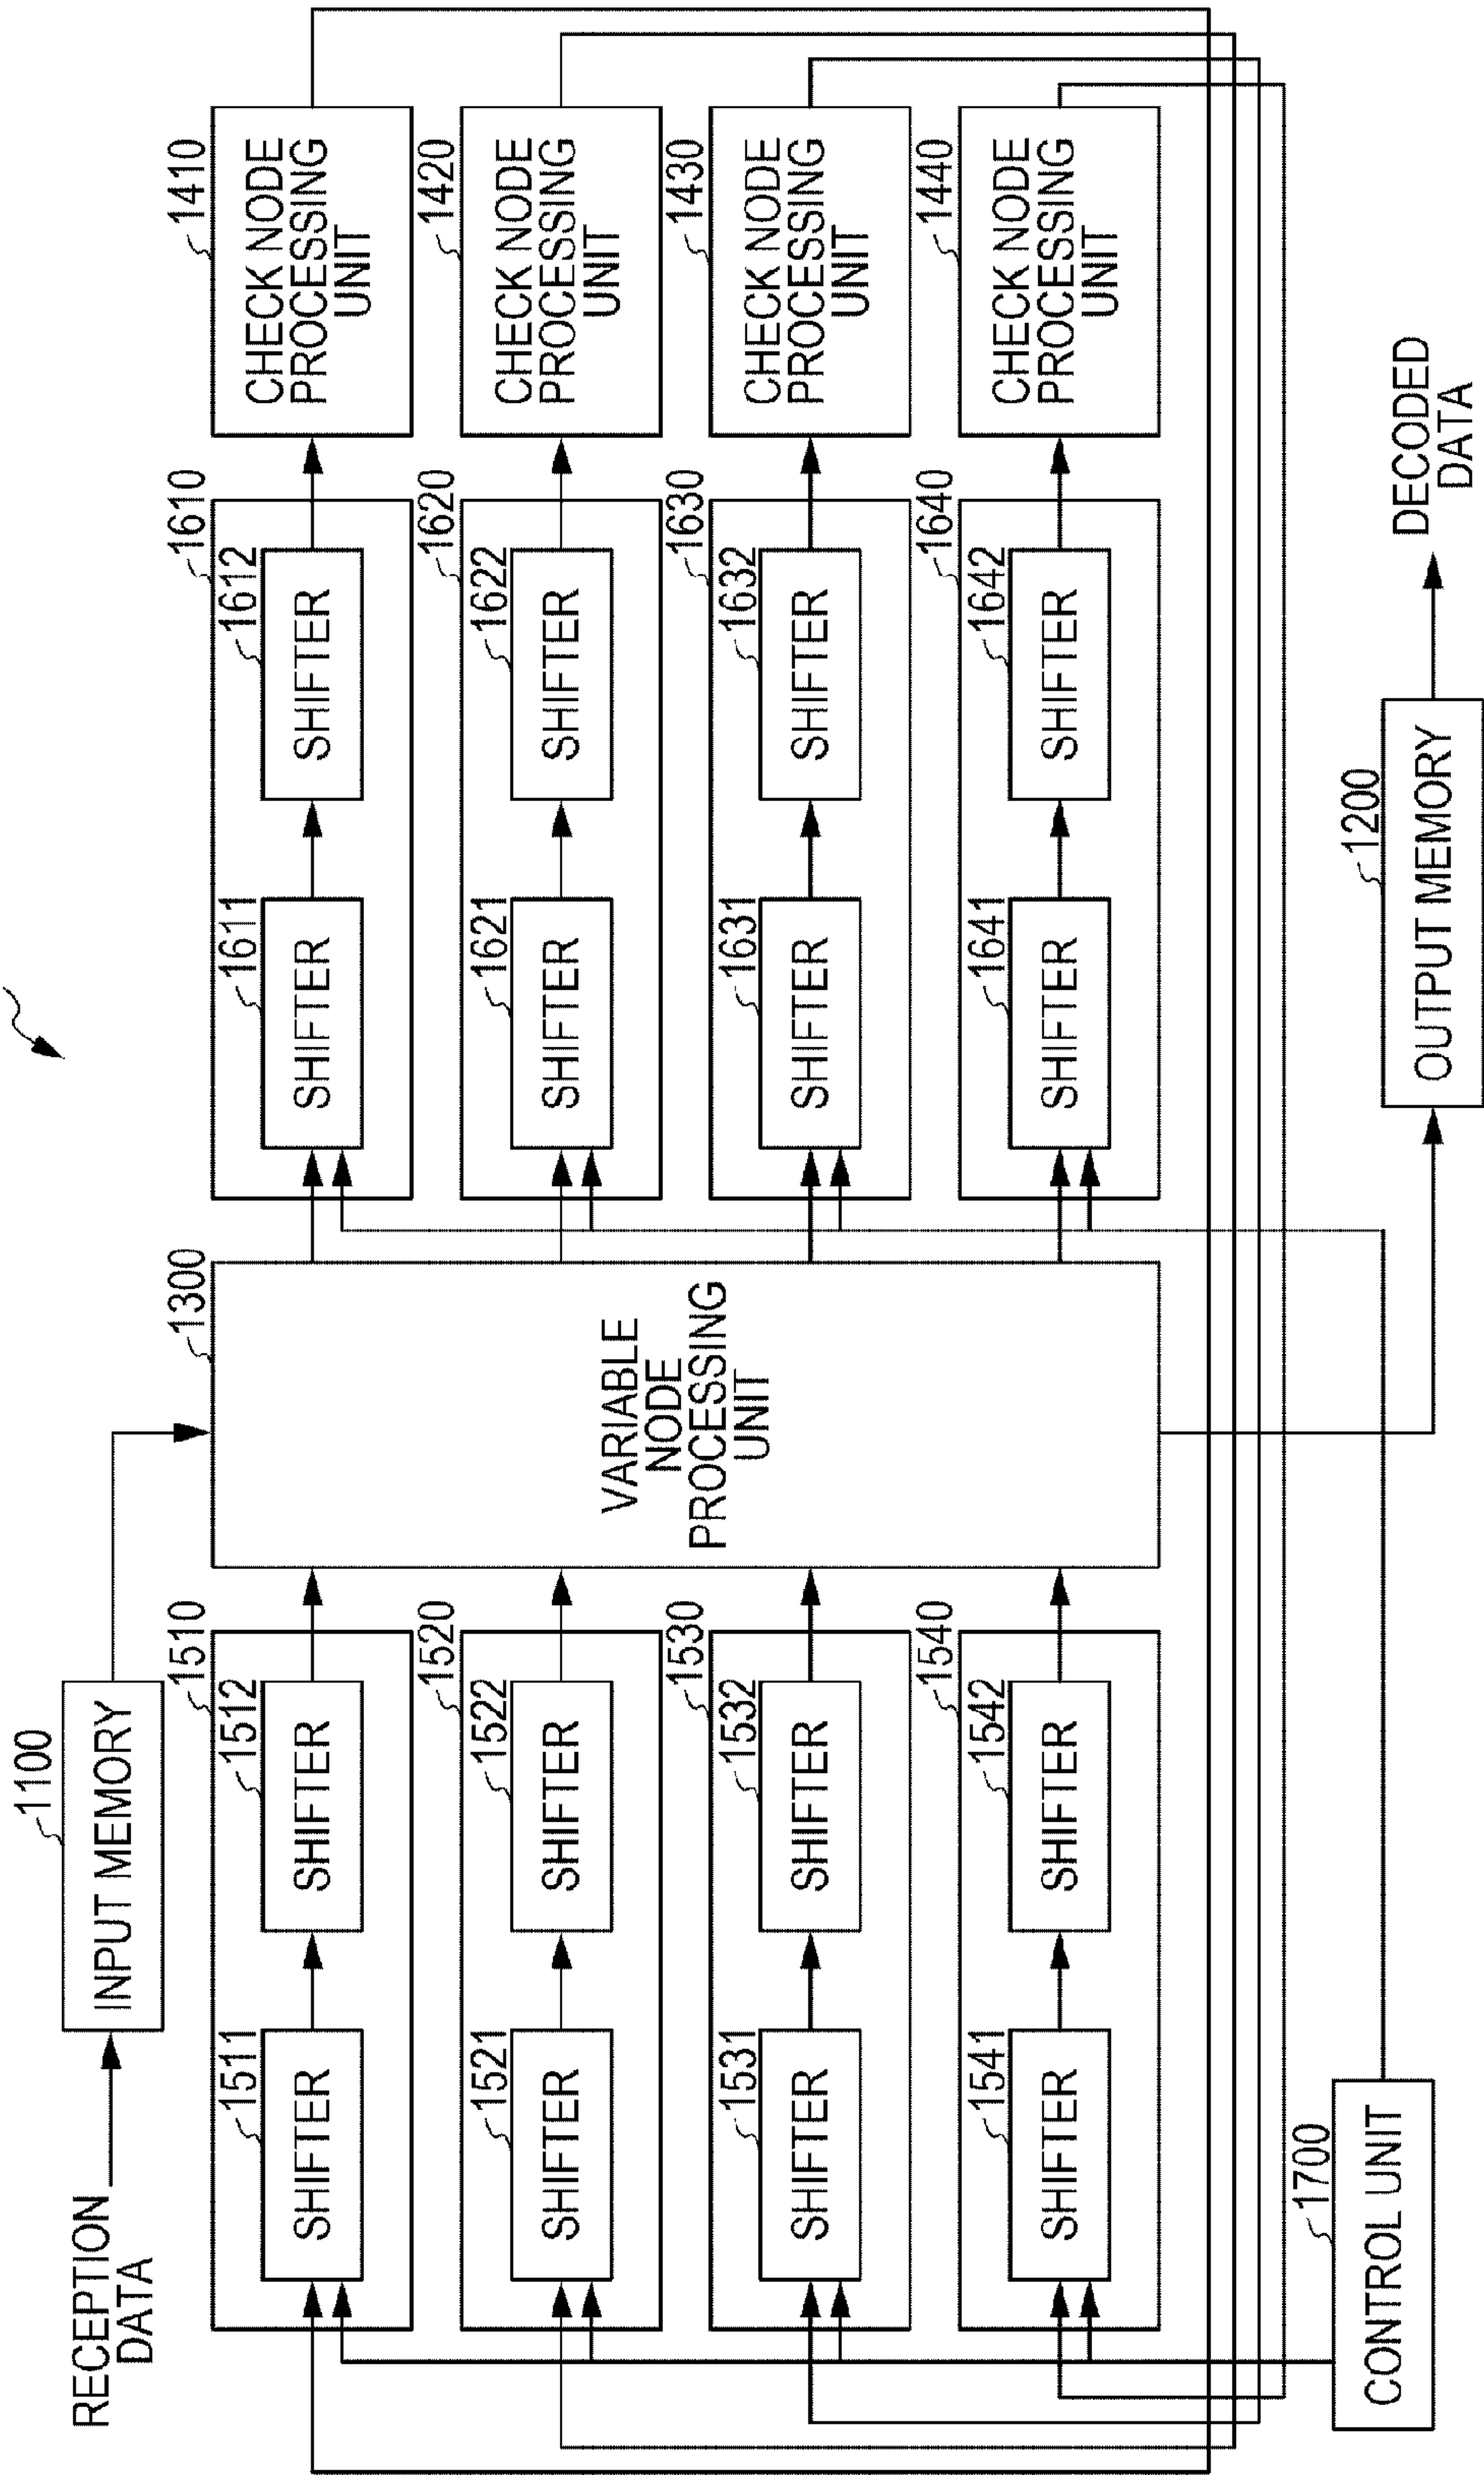 1100
RECEPTION
DATA
INPUT MEMORY
1510
1511
SHIFTER
1512
SHIFTER
1520
1521
SHIFTER
1522
SHIFTER
1530
1531
SHIFTER
1532
SHIFTER
1540
1541
SHIFTER
1542
SHIFTER
1300
VARIABLE
NODE
PROCESSING
UNIT
1610
1611
SHIFTER
1612
SHIFTER
1620
1621
SHIFTER
1622
SHIFTER
1630
1631
SHIFTER
1632
SHIFTER
1640
1641
SHIFTER
1642
SHIFTER
1410
CHECK NODE
PROCESSING
UNIT
1420
CHECK NODE
PROCESSING
UNIT
1430
CHECK NODE
PROCESSING
UNIT
1440
CHECK NODE
PROCESSING
UNIT
1700
CONTROL UNIT
1200
OUTPUT MEMORY
DECODED
DATA